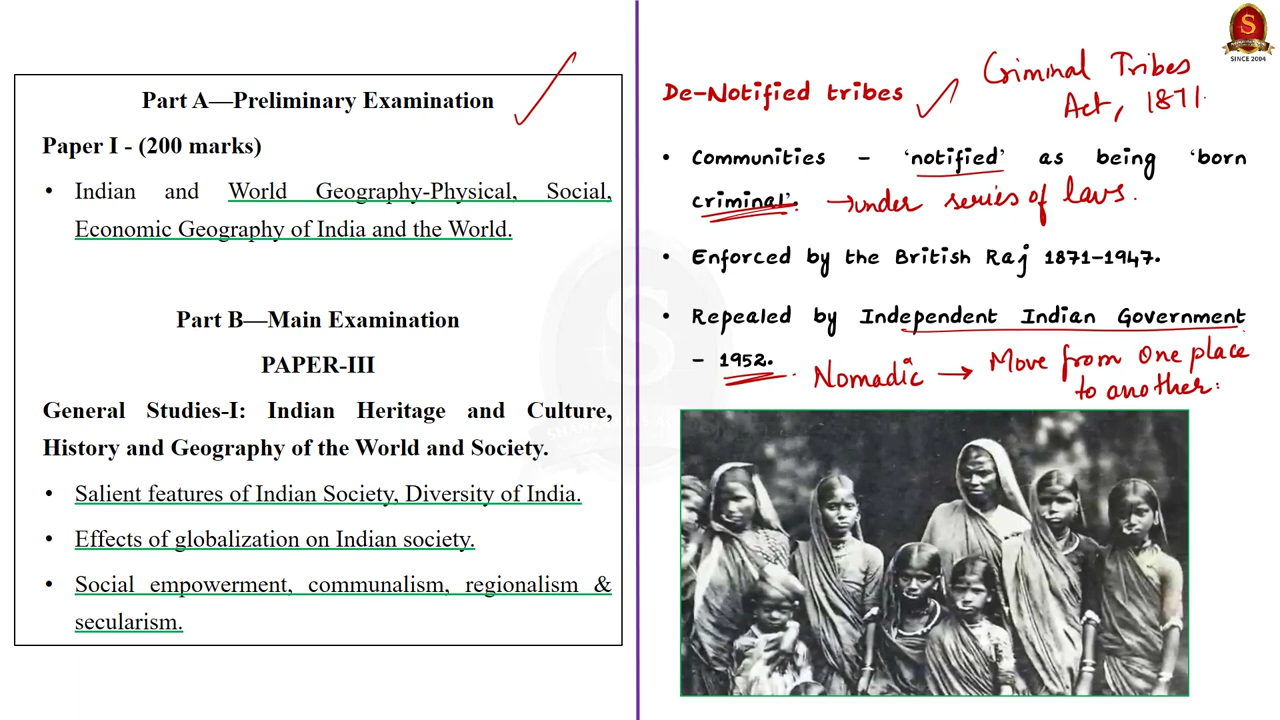 Part A—Preliminary Examination
Paper I - (200 marks)
• Indian and World Geography-Physical, Social,
Economic Geography of India and the World.
Part B—Main Examination
PAPER-III
General Studies-I: Indian Heritage and Culture,
History and Geography of the World and Society.
• Salient features of Indian Society, Diversity of India.
• Effects of globalization on Indian society.
• Social empowerment, communalism, regionalism &
secularism.
S
SINCE 2004
De-Notified tribes
Criminal Tribes
Act, 1871.
• Communities - ‘notified’ as being ‘born
criminal’. →under series of laws.
• Enforced by the British Raj 1871-1947.
• Repealed by Independent Indian Government
- 1952.
Nomadic → Move from one place
to another: